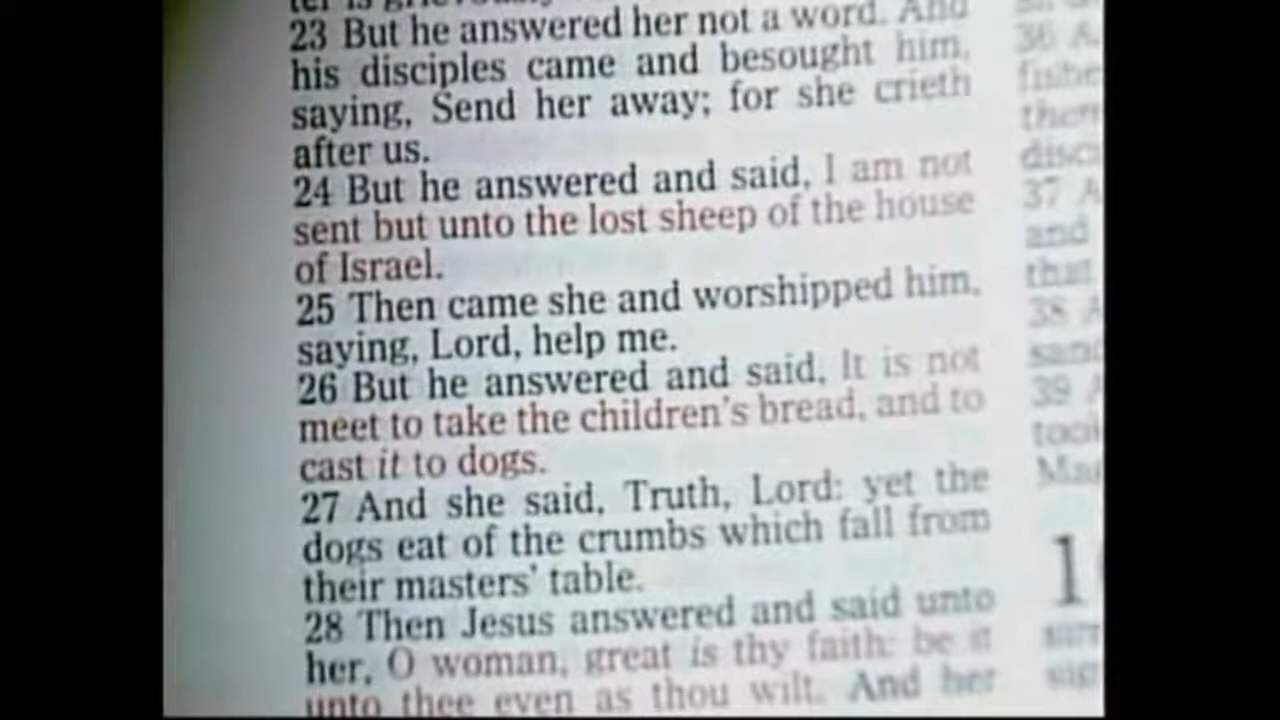 23 But he answered her not a word. And
his disciples came and besought him,
saying, Send her away; for she crieth
after us.
24 But he answered and said, I am not
sent but unto the lost sheep of the house
of Israel.
25 Then came she and worshipped him,
saying, Lord, help me.
26 But he answered and said, It is not
meet to take the children's bread, and to
cast it to dogs.
27 And she said, Truth, Lord: yet the
dogs eat of the crumbs which fall from
their masters' table.
28 Then Jesus answered and said unto
her, O woman, great is thy faith: be it
unto thee even as thou wilt. And her
36 A
37 A
and
that
38 A
39 A